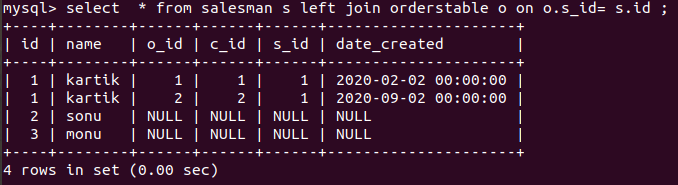 mysql> select  * from salesman s left join orderstable o on o.s_id= s.id ;
+----+--------+------+------+------+---------------------+
| id | name   | o_id | c_id | s_id | date_created        |
+----+--------+------+------+------+---------------------+
|  1 | kartik |    1 |    1 |    1 | 2020-02-02 00:00:00 |
|  1 | kartik |    2 |    2 |    1 | 2020-09-02 00:00:00 |
|  2 | sonu   | NULL | NULL | NULL | NULL                |
|  3 | monu   | NULL | NULL | NULL | NULL                |
+----+--------+------+------+------+---------------------+
4 rows in set (0.00 sec)